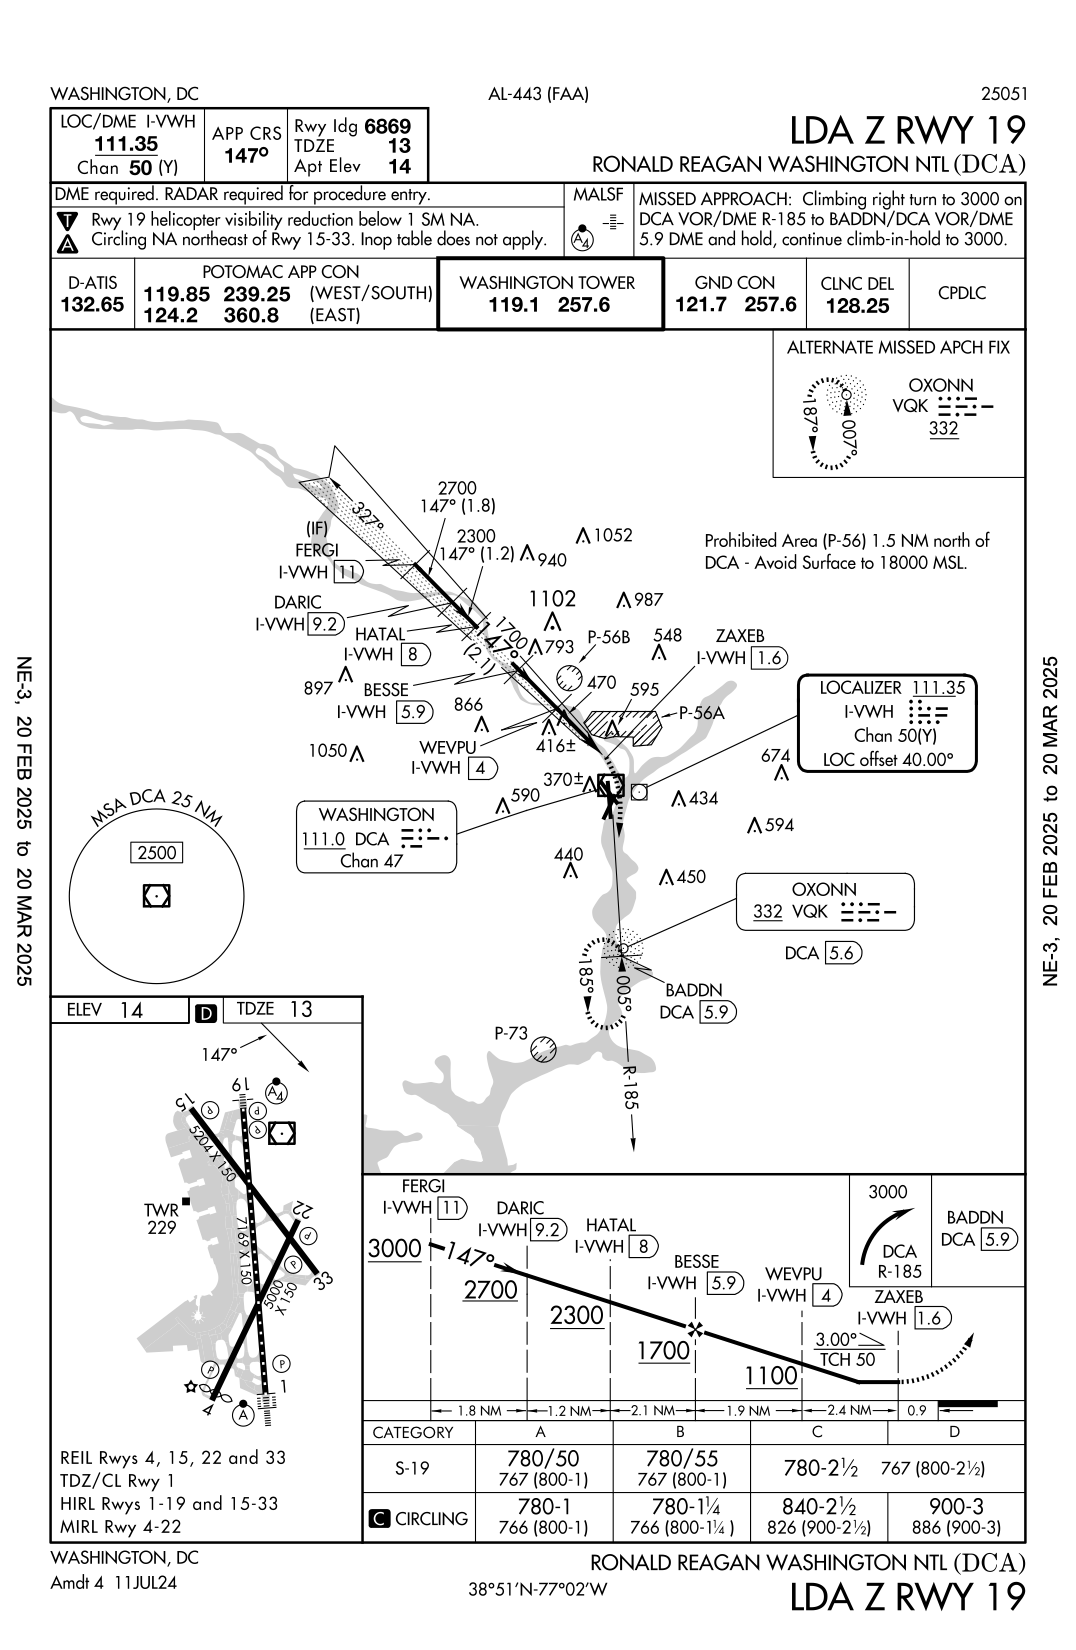 WASHINGTON, DC
AL-443 (FAA)
25051
LOC/DME I-VWH
111.35
Chan 50 (Y)
APP CRS
147°
Rwy ldg 6869
TDZE 13
Apt Elev 14
LDA Z RWY 19
RONALD REAGAN WASHINGTON NTL (DCA)
DME required. RADAR required for procedure entry.
T Rwy 19 helicopter visibility reduction below 1 SM NA.
A Circling NA northeast of Rwy 15-33. Inop table does not apply.
MALSF
A4
MISSED APPROACH: Climbing right turn to 3000 on
DCA VOR/DME R-185 to BADDN/DCA VOR/DME
5.9 DME and hold, continue climb-in-hold to 3000.
D-ATIS
132.65
POTOMAC APP CON
119.85 239.25 (WEST/SOUTH)
124.2 360.8 (EAST)
WASHINGTON TOWER
119.1 257.6
GND CON
121.7 257.6
CLNC DEL
128.25
CPDLC
ALTERNATE MISSED APCH FIX
OXONN
VQK
332
187°
007°
Prohibited Area (P-56) 1.5 NM north of
DCA - Avoid Surface to 18000 MSL.
327°
2700
147° (1.8)
2300
147° (1.2)
(IF)
FERGI
I-VWH 11
940
1052
DARIC
I-VWH 9.2
1102
987
HATAL
I-VWH 8
1700
147°
(2.1)
793
P-56B
548
ZAXEB
I-VWH 1.6
897
BESSE
I-VWH 5.9
470
595
P-56A
866
LOCALIZER 111.35
I-VWH
Chan 50(Y)
LOC offset 40.00°
1050
WEVPU
I-VWH 4
416±
674
370±
590
434
594
WASHINGTON
111.0 DCA
Chan 47
MSA DCA 25 NM
2500
440
450
OXONN
332 VQK
DCA 5.6
185°
005°
BADDN
DCA 5.9
P-73
R-185
NE-3, 20 FEB 2025 to 20 MAR 2025
NE-3, 20 FEB 2025 to 20 MAR 2025
ELEV 14
D
TDZE 13
147°
19
A4
15
P
P
P
5204 X 150
TWR
229
22
7169 X 150
P
P
5000
X 150
33
P
P
1
4
A
REIL Rwys 4, 15, 22 and 33
TDZ/CL Rwy 1
HIRL Rwys 1-19 and 15-33
MIRL Rwy 4-22
FERGI
I-VWH 11
DARIC
I-VWH 9.2
HATAL
I-VWH 8
BESSE
I-VWH 5.9
WEVPU
I-VWH 4
ZAXEB
I-VWH 1.6
3000
DCA
R-185
BADDN
DCA 5.9
3000
147°
2700
2300
1700
1100
3.00°
TCH 50
1.8 NM
1.2 NM
2.1 NM
1.9 NM
2.4 NM
0.9
CATEGORY A B C D
S-19
780/50
767 (800-1)
780/55
767 (800-1)
780-2½ 767 (800-2½)
C CIRCLING
780-1
766 (800-1)
780-1¼
766 (800-1¼ )
840-2½
826 (900-2½)
900-3
886 (900-3)
WASHINGTON, DC
Amdt 4 11JUL24
38°51'N-77°02'W
RONALD REAGAN WASHINGTON NTL (DCA)
LDA Z RWY 19